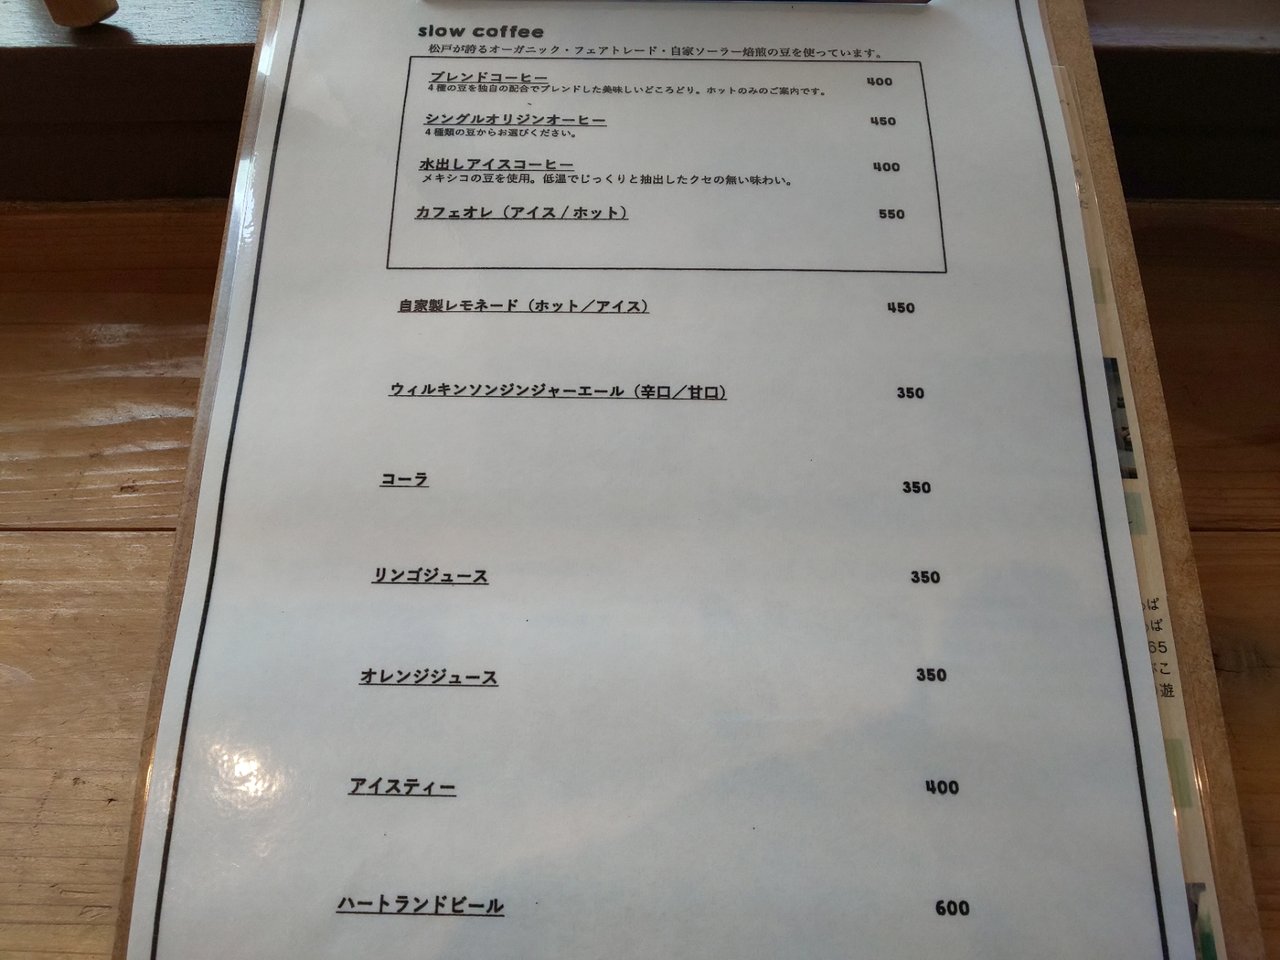 slow coffee
松戸が誇るオーガニック・フェアトレード・自家ソーラー焙煎の豆を使っています。
ブレンドコーヒー 400
4種の豆を独自の配合でブレンドした美味しいどころどり。ホットのみのご案内です。
シングルオリジンオーヒー 450
4種類の豆からお選びください。
水出しアイスコーヒー 400
メキシコの豆を使用。低温でじっくりと抽出したクセの無い味わい。
カフェオレ（アイス/ホット） 550
自家製レモネード（ホット／アイス） 450
ウィルキンソンジンジャーエール（辛口／甘口） 350
コーラ 350
リンゴジュース 350
オレンジジュース 350
アイスティー 400
ハートランドビール 600
ぱ
ぱ
65
こ
遊